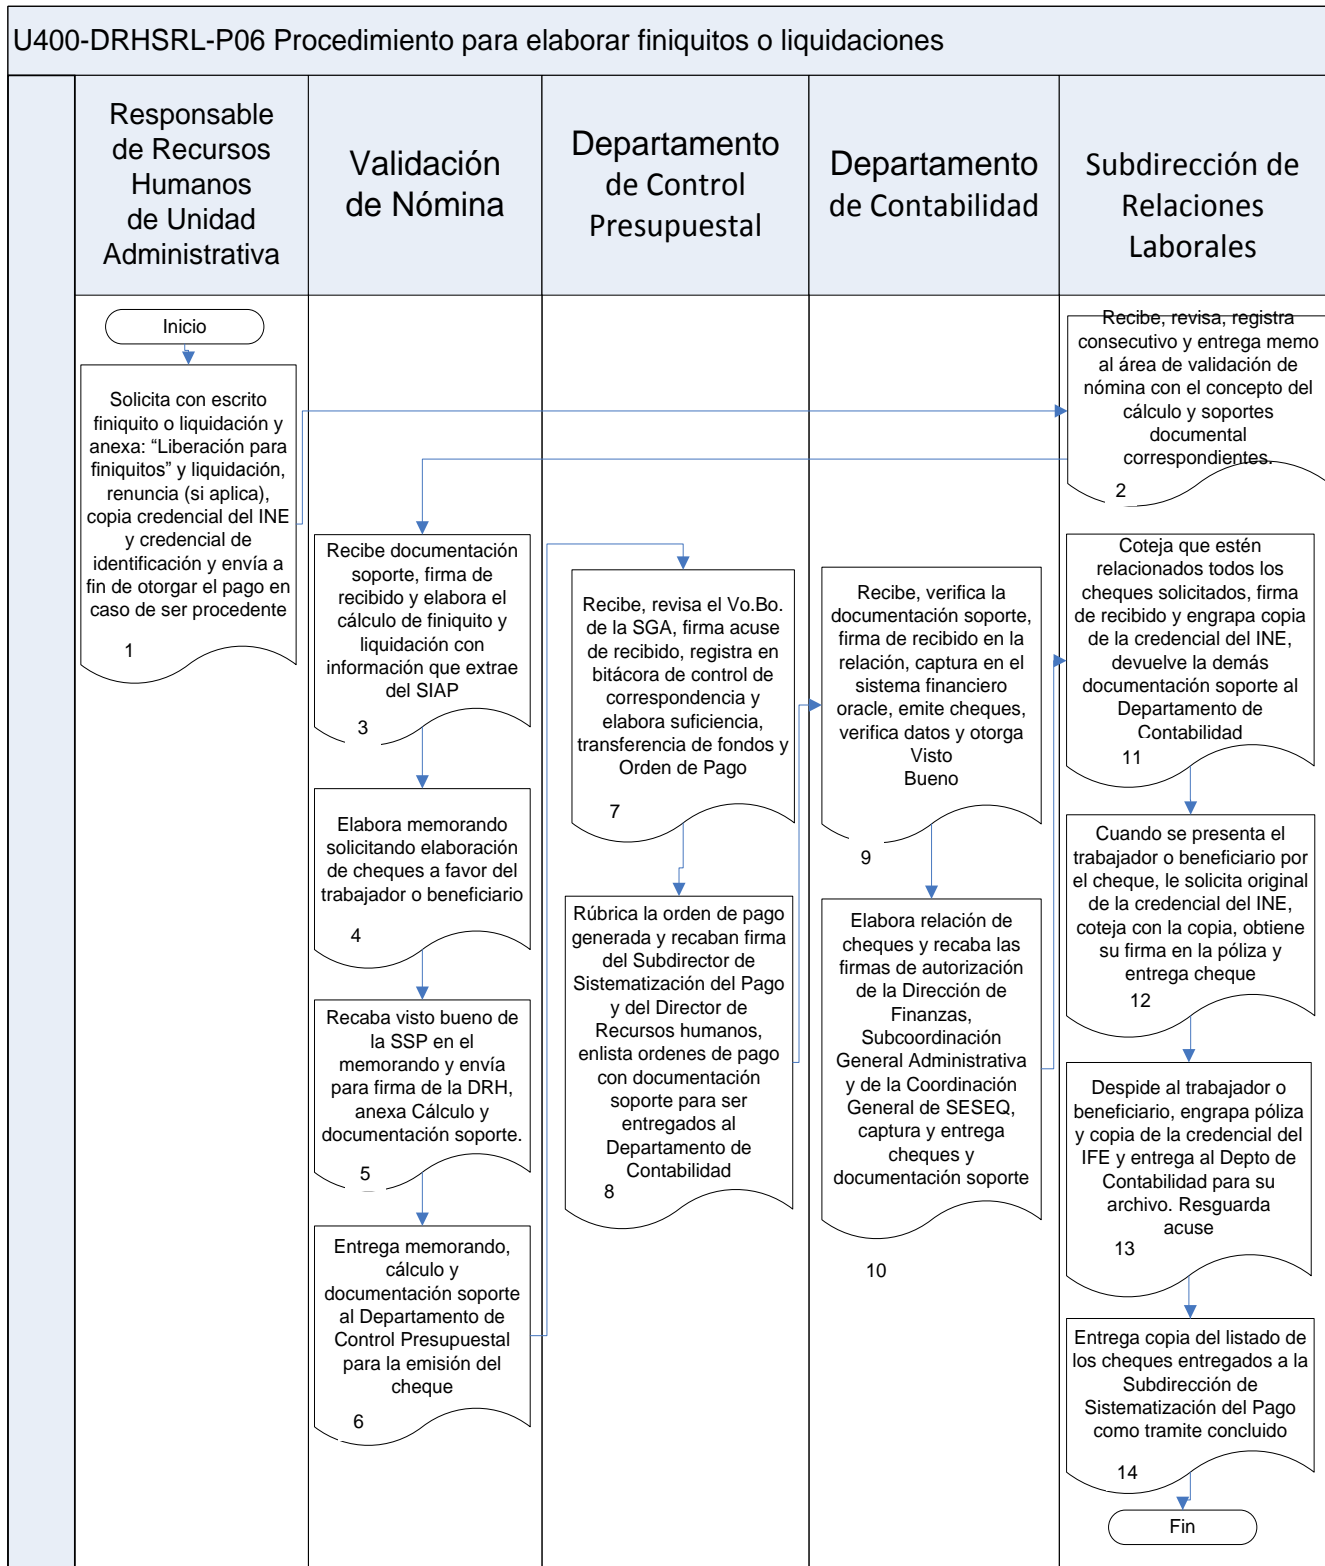 U400-DRHSRL-P06 Procedimiento para elaborar finiquitos o liquidaciones
Responsable
de Recursos
Humanos
de Unidad
Administrativa
Validación
de Nómina
Departamento
de Control
Presupuestal
Departamento
de Contabilidad
Subdirección de
Relaciones
Laborales
Inicio
Solicita con escrito
finiquito o liquidación y
anexa: “Liberación para
finiquitos” y liquidación,
renuncia (si aplica),
copia credencial del INE
y credencial de
identificación y envía a
fin de otorgar el pago en
caso de ser procedente
1
Recibe, revisa, registra
consecutivo y entrega memo
al área de validación de
nómina con el concepto del
cálculo y soportes
documental
correspondientes.
2
Recibe documentación
soporte, firma de
recibido y elabora el
cálculo de finiquito y
liquidación con
información que extrae
del SIAP
3
Elabora memorando
solicitando elaboración
de cheques a favor del
trabajador o beneficiario
4
Recaba visto bueno de
la SSP en el
memorando y envía
para firma de la DRH,
anexa Cálculo y
documentación soporte.
5
Entrega memorando,
cálculo y
documentación soporte
al Departamento de
Control Presupuestal
para la emisión del
cheque
6
Recibe, revisa el Vo.Bo.
de la SGA, firma acuse
de recibido, registra en
bitácora de control de
correspondencia y
elabora suficiencia,
transferencia de fondos y
Orden de Pago
7
Rúbrica la orden de pago
generada y recaban firma
del Subdirector de
Sistematización del Pago
y del Director de
Recursos humanos,
enlista ordenes de pago
con documentación
soporte para ser
entregados al
Departamento de
Contabilidad
8
Recibe, verifica la
documentación soporte,
firma de recibido en la
relación, captura en el
sistema financiero
oracle, emite cheques,
verifica datos y otorga
Visto
Bueno
9
Elabora relación de
cheques y recaba las
firmas de autorización
de la Dirección de
Finanzas,
Subcoordinación
General Administrativa
y de la Coordinación
General de SESEQ,
captura y entrega
cheques y
documentación soporte
10
Coteja que estén
relacionados todos los
cheques solicitados, firma
de recibido y engrapa copia
de la credencial del INE,
devuelve la demás
documentación soporte al
Departamento de
Contabilidad
11
Cuando se presenta el
trabajador o beneficiario por
el cheque, le solicita original
de la credencial del INE,
coteja con la copia, obtiene
su firma en la póliza y
entrega cheque
12
Despide al trabajador o
beneficiario, engrapa póliza
y copia de la credencial del
IFE y entrega al Depto de
Contabilidad para su
archivo. Resguarda
acuse
13
Entrega copia del listado de
los cheques entregados a la
Subdirección de
Sistematización del Pago
como tramite concluido
14
Fin